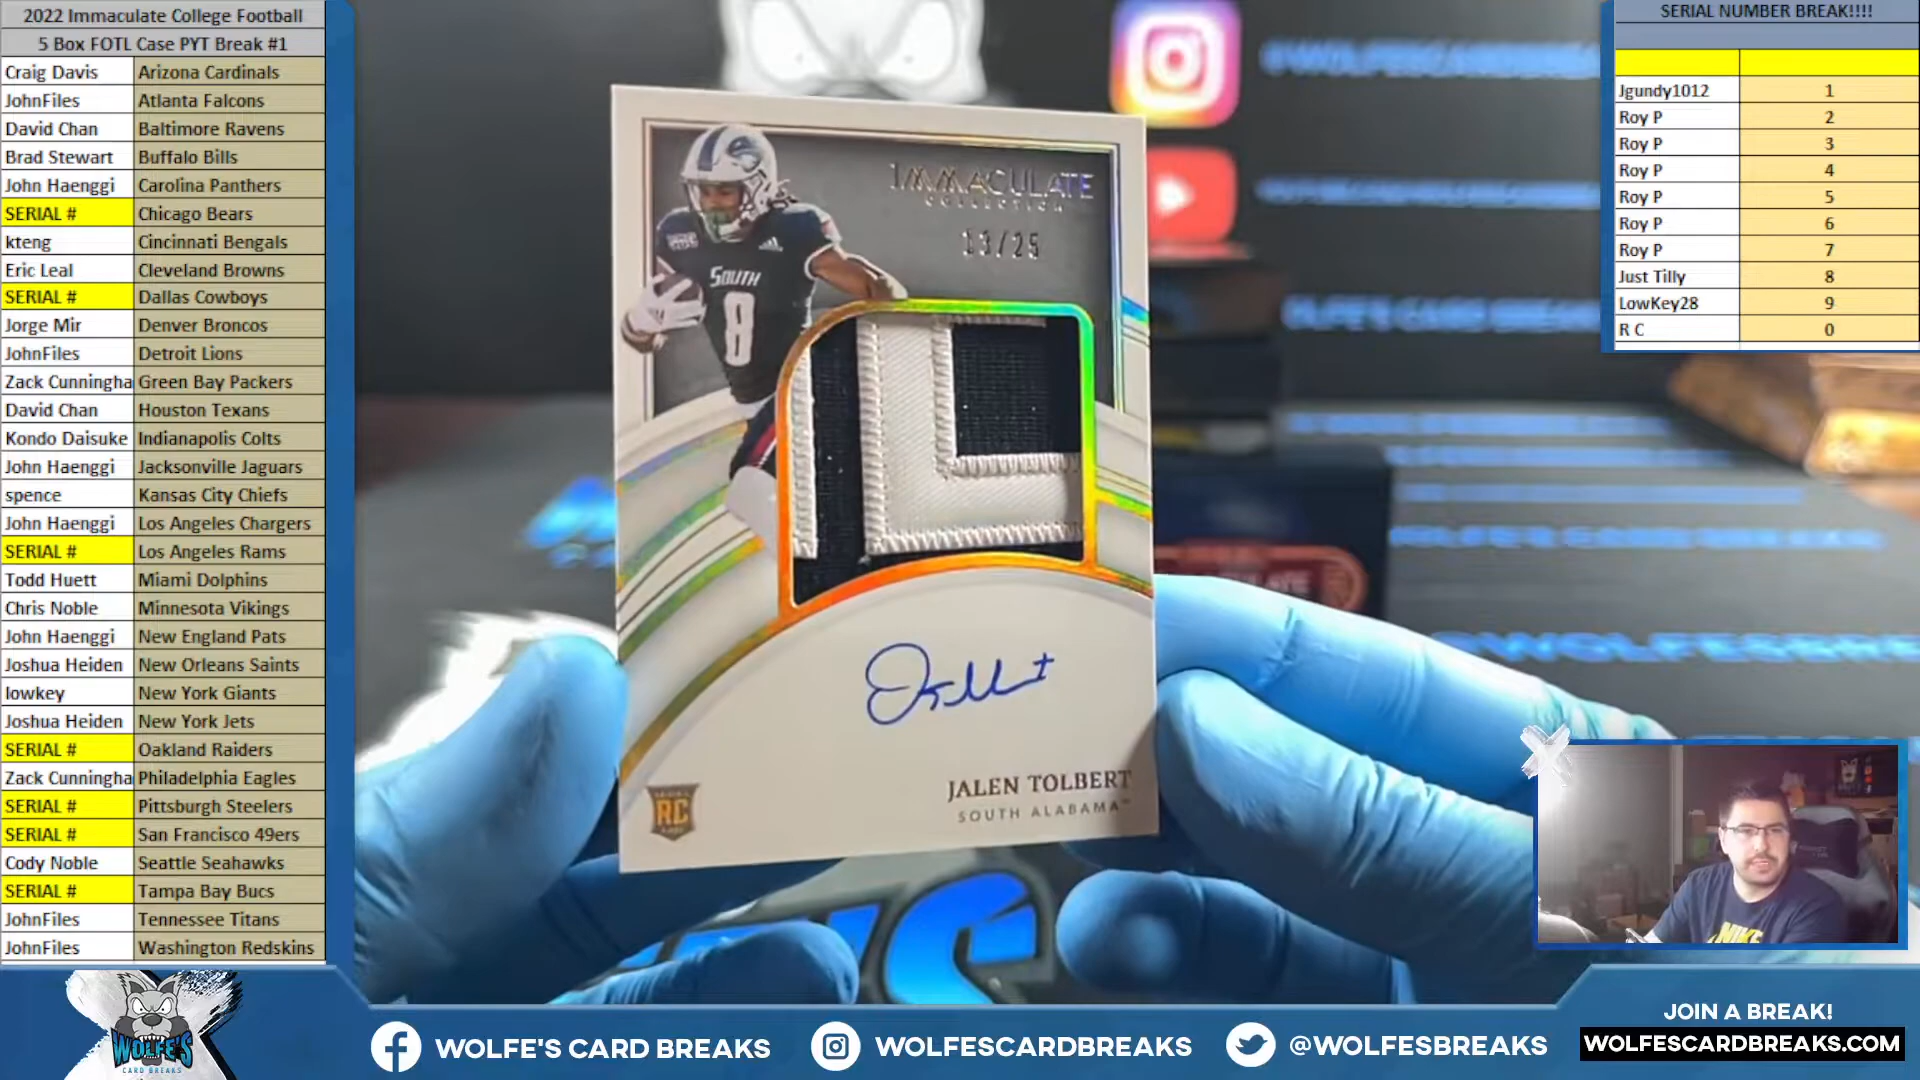 2022 Immaculate College Football
5 Box FOTL Case PYT Break #1
Craig Davis Arizona Cardinals
JohnFiles Atlanta Falcons
David Chan Baltimore Ravens
Brad Stewart Buffalo Bills
John Haenggi Carolina Panthers
SERIAL # Chicago Bears
kteng Cincinnati Bengals
Eric Leal Cleveland Browns
SERIAL # Dallas Cowboys
Jorge Mir Denver Broncos
JohnFiles Detroit Lions
Zack Cunningha Green Bay Packers
David Chan Houston Texans
Kondo Daisuke Indianapolis Colts
John Haenggi Jacksonville Jaguars
spence Kansas City Chiefs
John Haenggi Los Angeles Chargers
SERIAL # Los Angeles Rams
Todd Huett Miami Dolphins
Chris Noble Minnesota Vikings
John Haenggi New England Pats
Joshua Heiden New Orleans Saints
lowkey New York Giants
Joshua Heiden New York Jets
SERIAL # Oakland Raiders
Zack Cunningha Philadelphia Eagles
SERIAL # Pittsburgh Steelers
SERIAL # San Francisco 49ers
Cody Noble Seattle Seahawks
SERIAL # Tampa Bay Bucs
JohnFiles Tennessee Titans
JohnFiles Washington Redskins
IMMACULATE
COLLECTION
13/25
SOUTH
8
RC
JALEN TOLBERT
SOUTH ALABAMA
SERIAL NUMBER BREAK!!!!
Jgundy1012 1
Roy P 2
Roy P 3
Roy P 4
Roy P 5
Roy P 6
Roy P 7
Just Tilly 8
LowKey28 9
R C 0
NIKE
WOLFE'S
CARD BREAKS
WOLFE'S CARD BREAKS
WOLFESCARDBREAKS
@WOLFESBREAKS
JOIN A BREAK!
WOLFESCARDBREAKS.COM